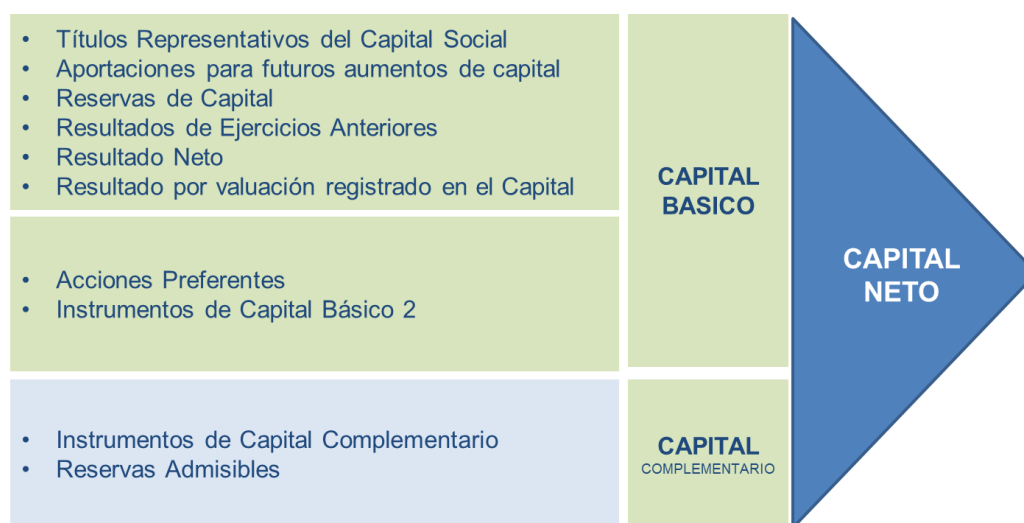 • Títulos Representativos del Capital Social
• Aportaciones para futuros aumentos de capital
• Reservas de Capital
• Resultados de Ejercicios Anteriores
• Resultado Neto
• Resultado por valuación registrado en el Capital
• Acciones Preferentes
• Instrumentos de Capital Básico 2
• Instrumentos de Capital Complementario
• Reservas Admisibles
CAPITAL
BASICO
CAPITAL
COMPLEMENTARIO
CAPITAL
NETO